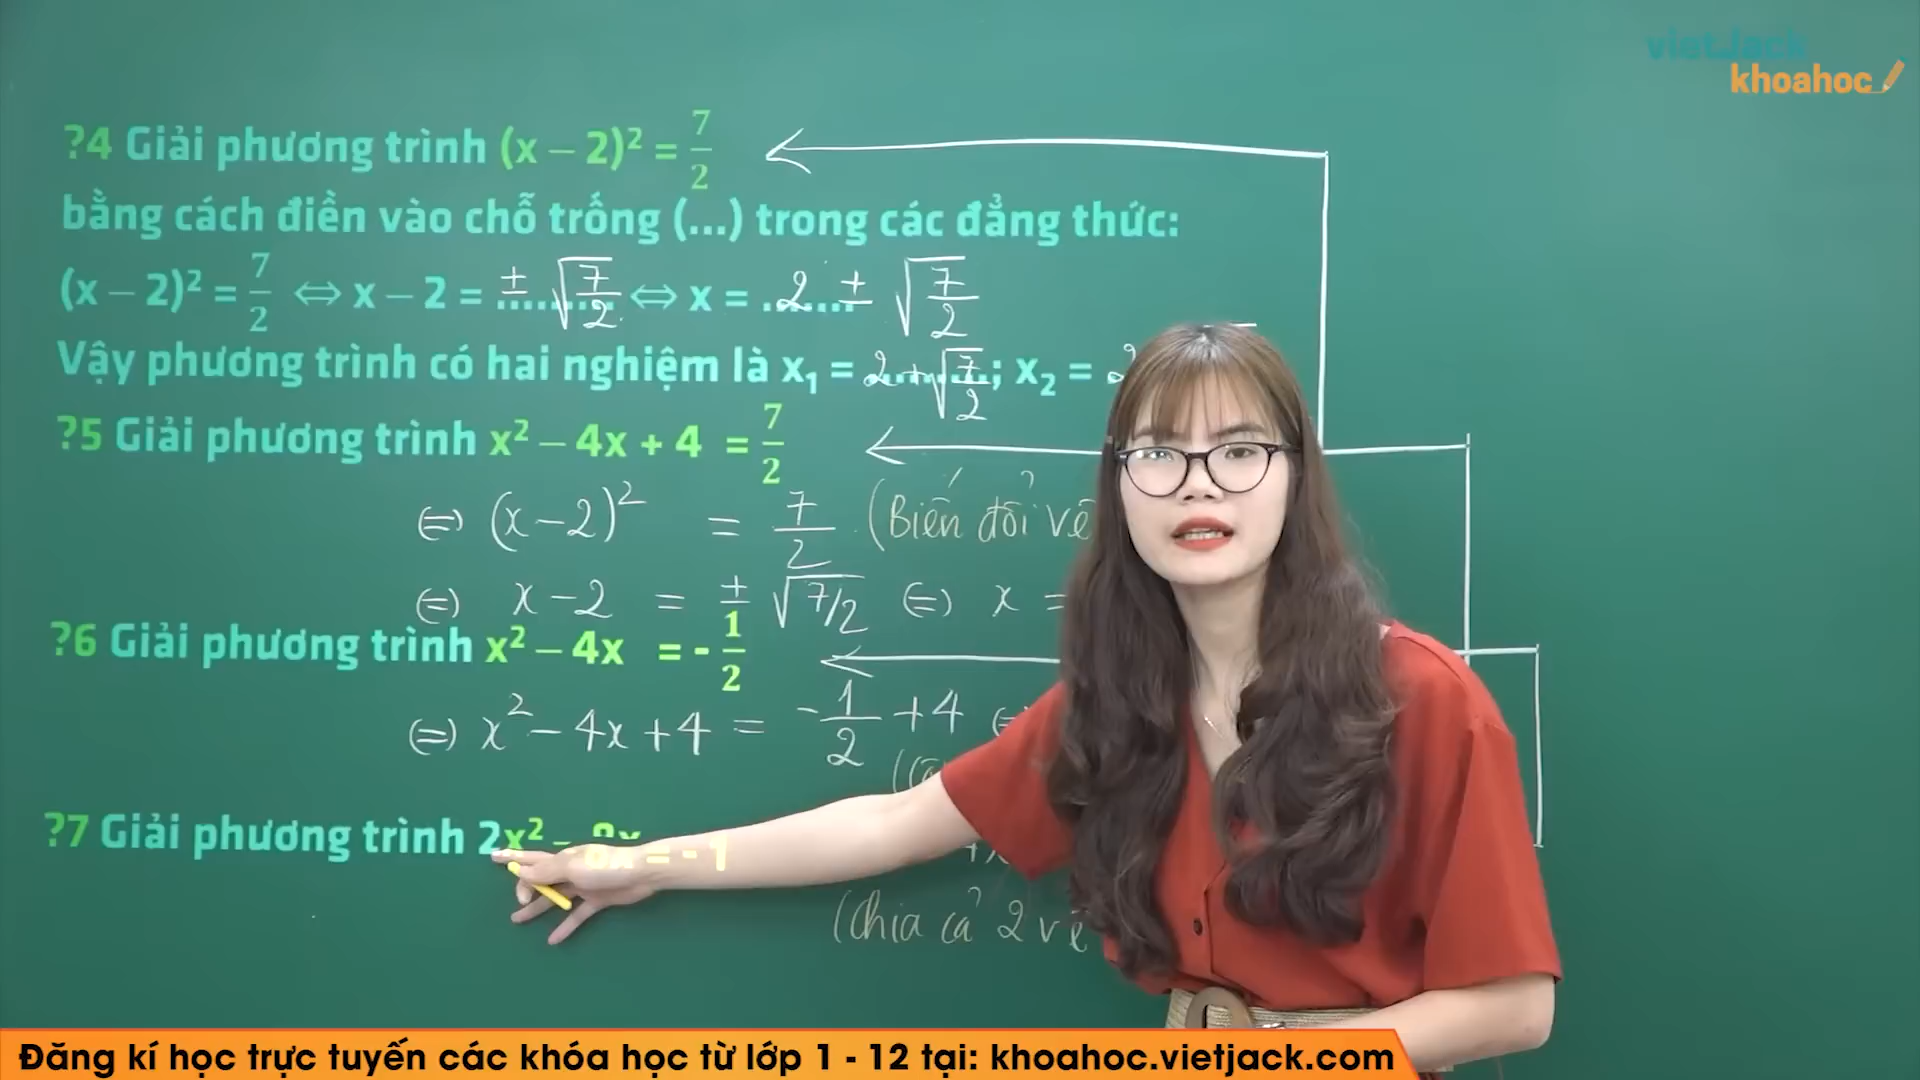 vietJack
khoahoc
?4 Giải phương trình (x – 2)² = 7/2
bằng cách điền vào chỗ trống (...) trong các đẳng thức:
(x – 2)² = 7/2 ⇔ x – 2 = ± √(7/2) ⇔ x = 2 ± √(7/2)
Vậy phương trình có hai nghiệm là x₁ = 2 + √(7/2); x₂ = 2
?5 Giải phương trình x² – 4x + 4 = 7/2
⇔ (x – 2)² = 7/2 (Biến đổi vế
⇔ x – 2 = ± √(7/2) ⇔ x =
?6 Giải phương trình x² – 4x = - 1/2
⇔ x² – 4x + 4 = -1/2 + 4 ⇔
?7 Giải phương trình 2x² – 8x = - 1
(Chia cả 2 vế
Đăng kí học trực tuyến các khóa học từ lớp 1 - 12 tại: khoahoc.vietjack.com